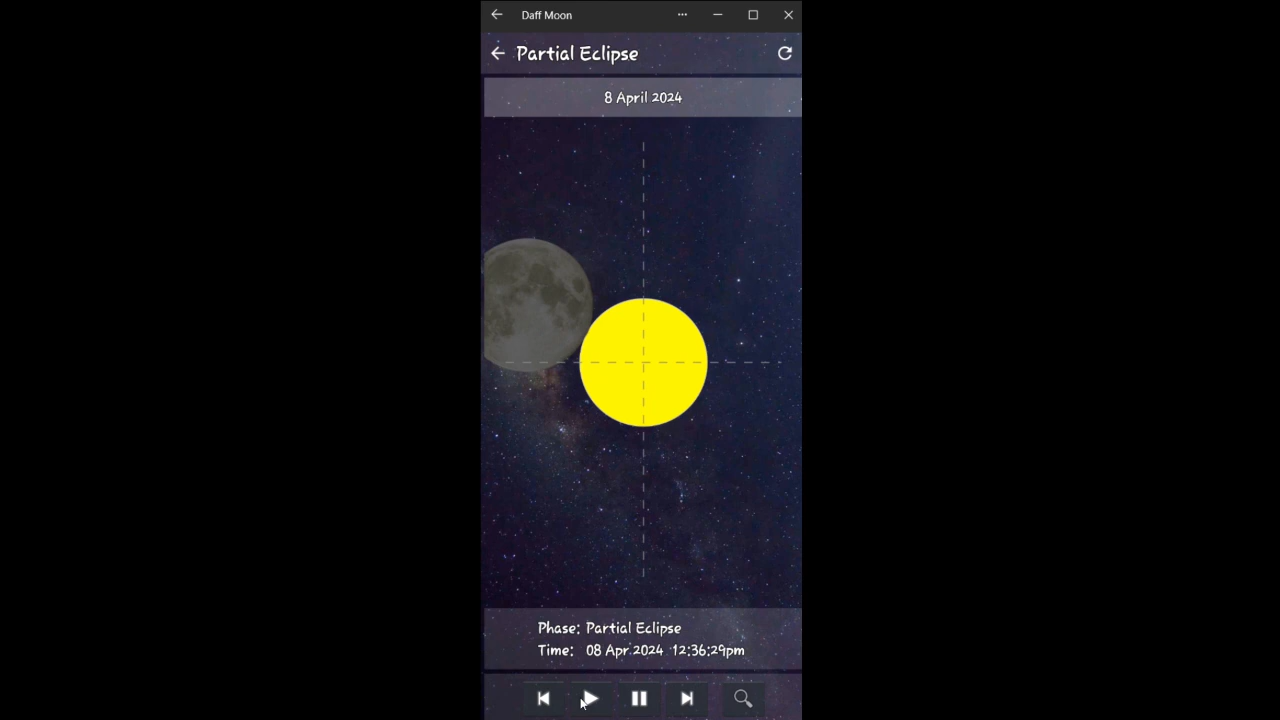 Daff Moon
Partial Eclipse
8 April 2024
Phase: Partial Eclipse
Time: 08 Apr 2024 12:36:29pm